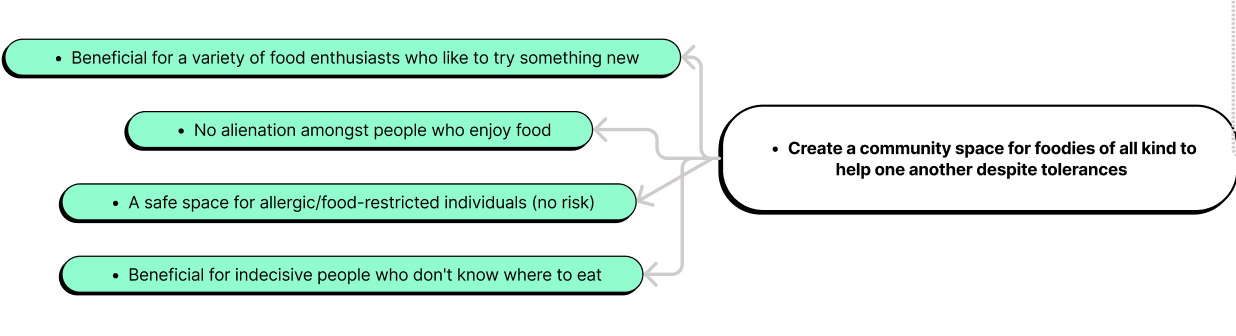 • Beneficial for a variety of food enthusiasts who like to try something new
• No alienation amongst people who enjoy food
• Create a community space for foodies of all kind to
help one another despite tolerances
• A safe space for allergic/food-restricted individuals (no risk)
• Beneficial for indecisive people who don't know where to eat